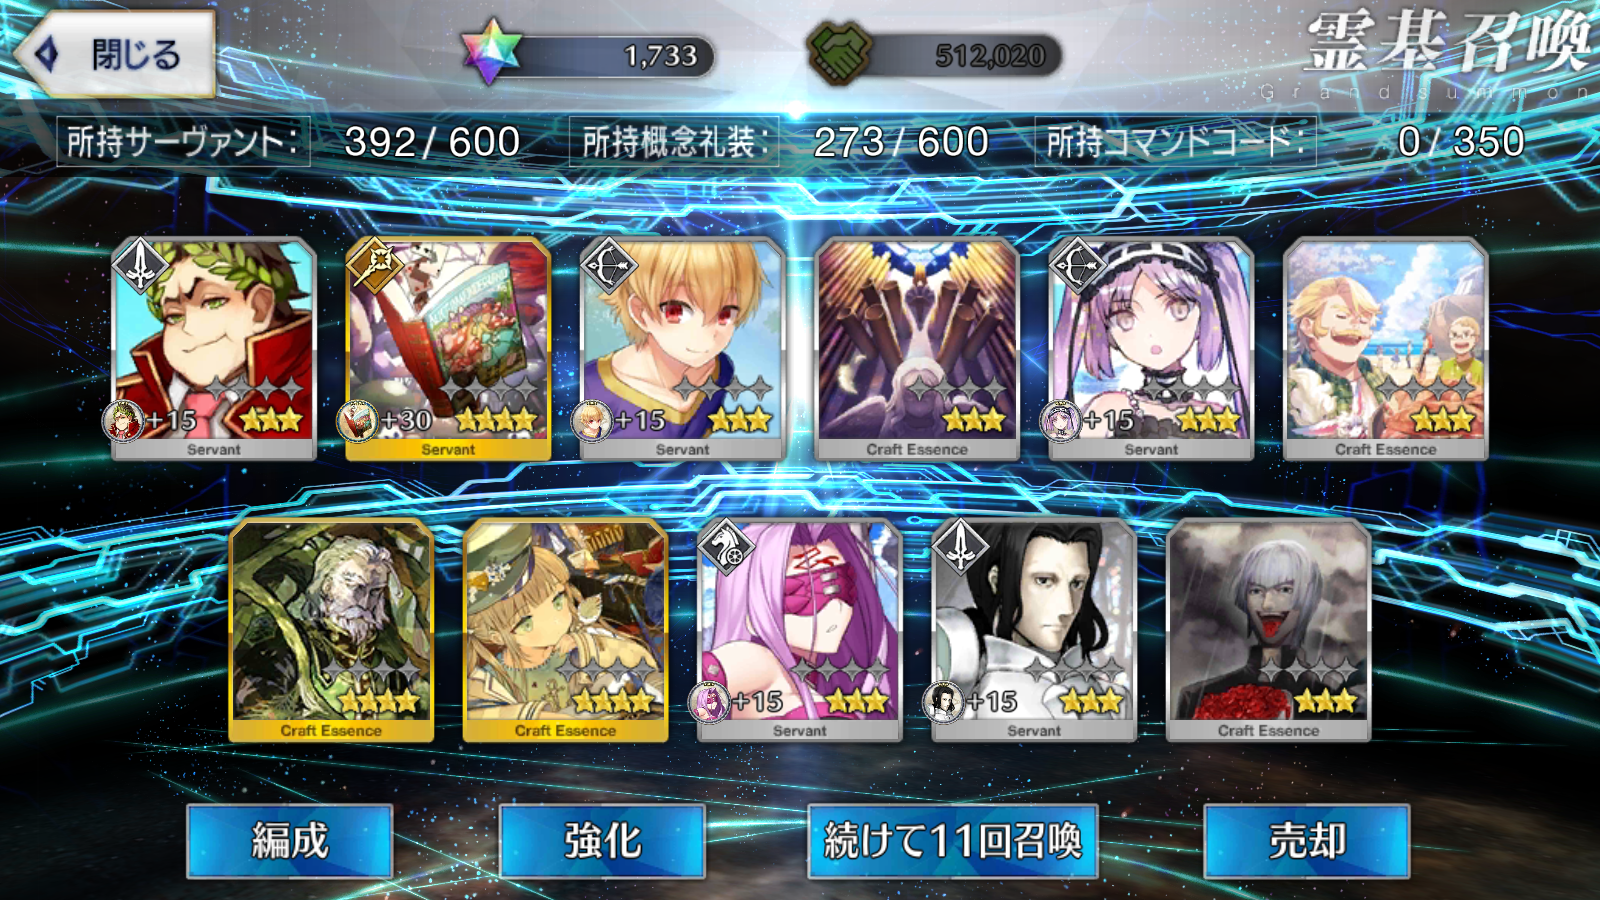 閉じる
1,733
512,020
霊基召喚
Grand summon
所持サーヴァント: 392/600
所持概念礼装: 273/600
所持コマンドコード: 0/350
+15
Servant
+30
Servant
+15
Servant
Craft Essence
+15
Servant
Craft Essence
Craft Essence
Craft Essence
+15
Servant
+15
Servant
Craft Essence
編成
強化
続けて11回召喚
売却